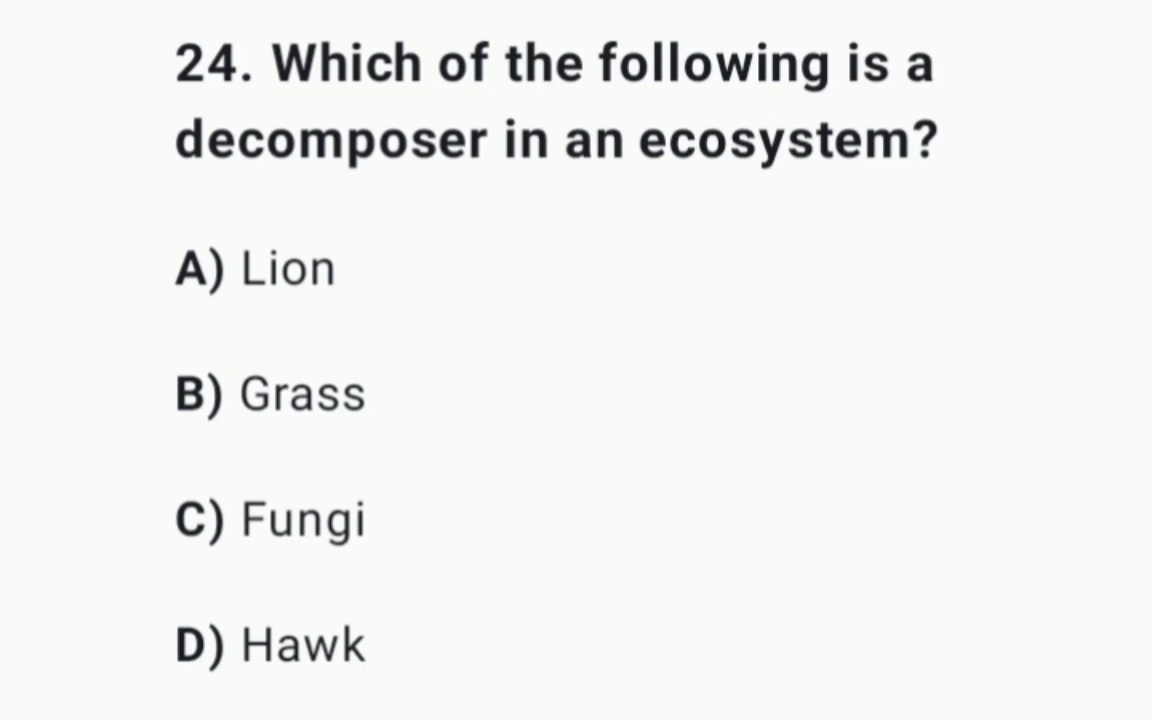 24. Which of the following is a
decomposer in an ecosystem?
A) Lion
B) Grass
C) Fungi
D) Hawk